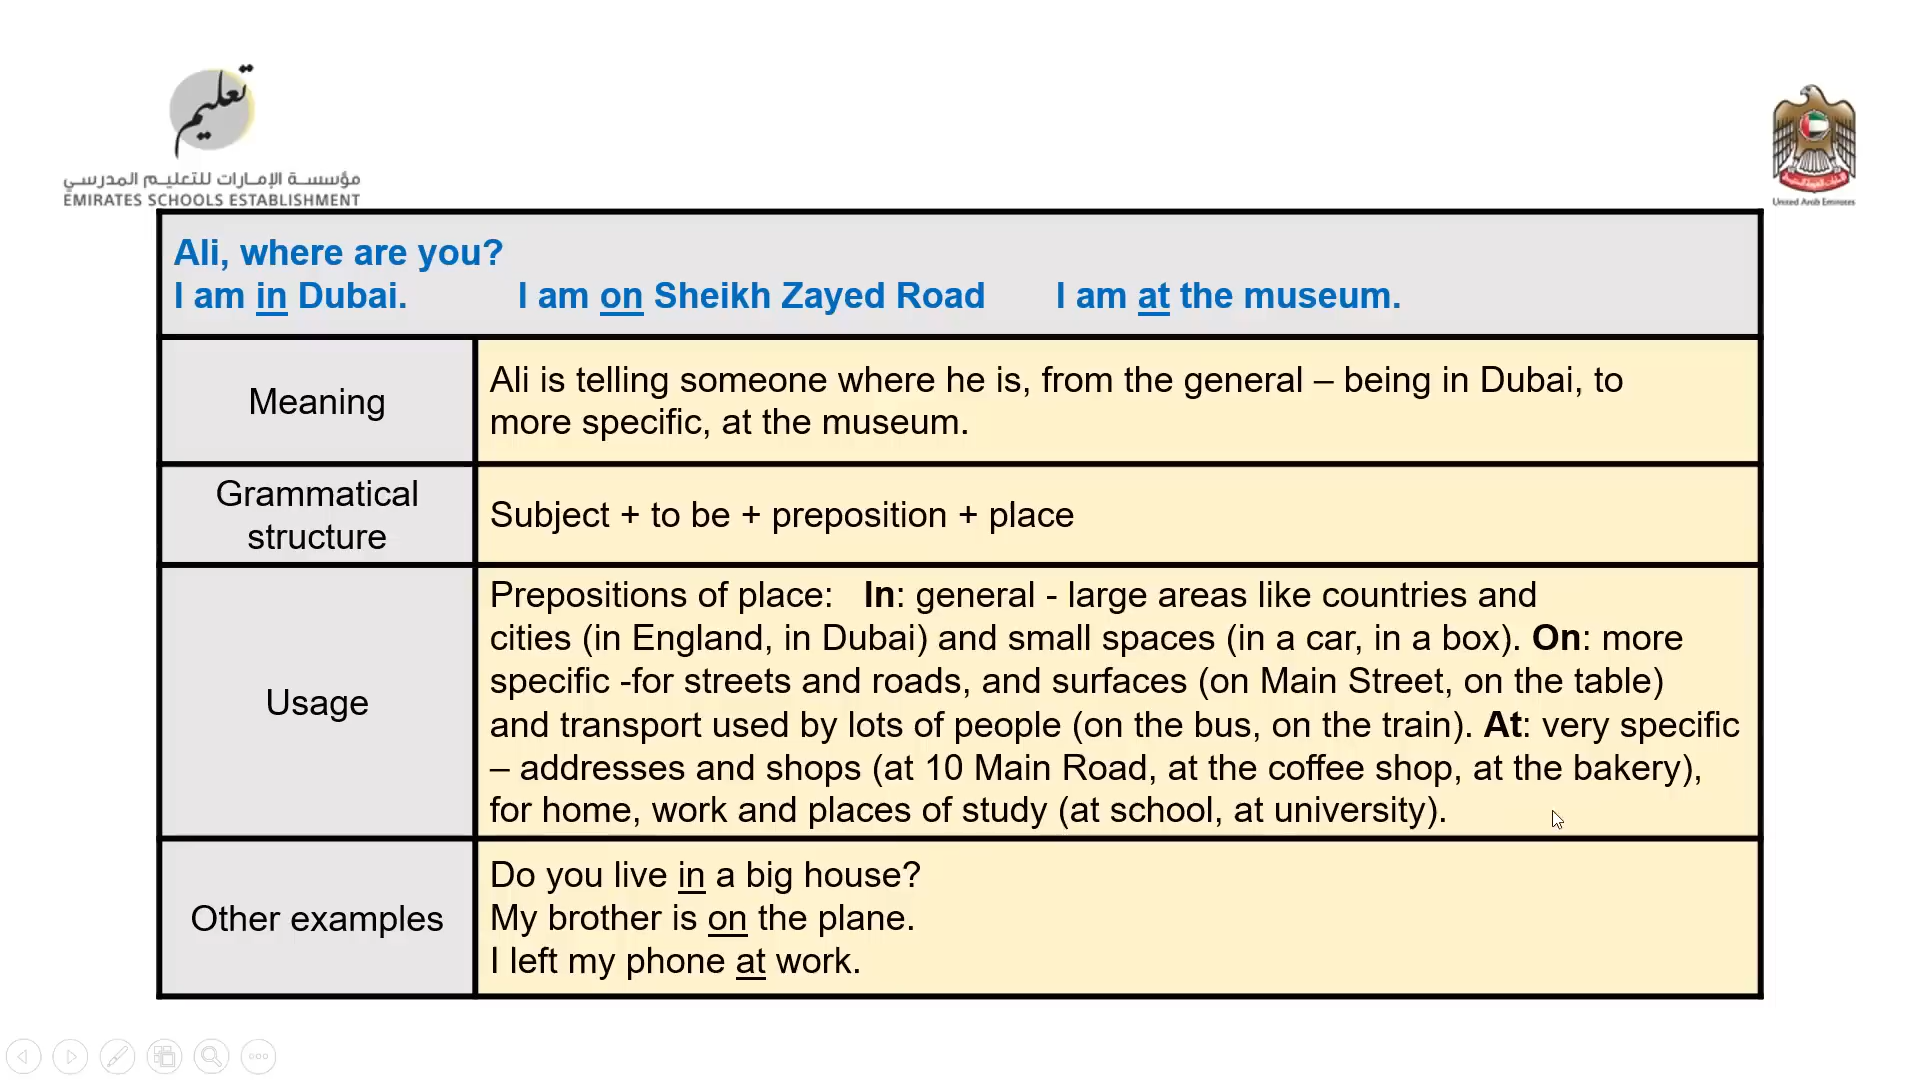 تعليم
مؤسسة الإمارات للتعليم المدرسي
EMIRATES SCHOOLS ESTABLISHMENT
United Arab Emirates
Ali, where are you?
I am in Dubai. I am on Sheikh Zayed Road I am at the museum.
Meaning
Ali is telling someone where he is, from the general – being in Dubai, to
more specific, at the museum.
Grammatical
structure
Subject + to be + preposition + place
Usage
Prepositions of place: In: general - large areas like countries and
cities (in England, in Dubai) and small spaces (in a car, in a box). On: more
specific -for streets and roads, and surfaces (on Main Street, on the table)
and transport used by lots of people (on the bus, on the train). At: very specific
– addresses and shops (at 10 Main Road, at the coffee shop, at the bakery),
for home, work and places of study (at school, at university).
Other examples
Do you live in a big house?
My brother is on the plane.
I left my phone at work.